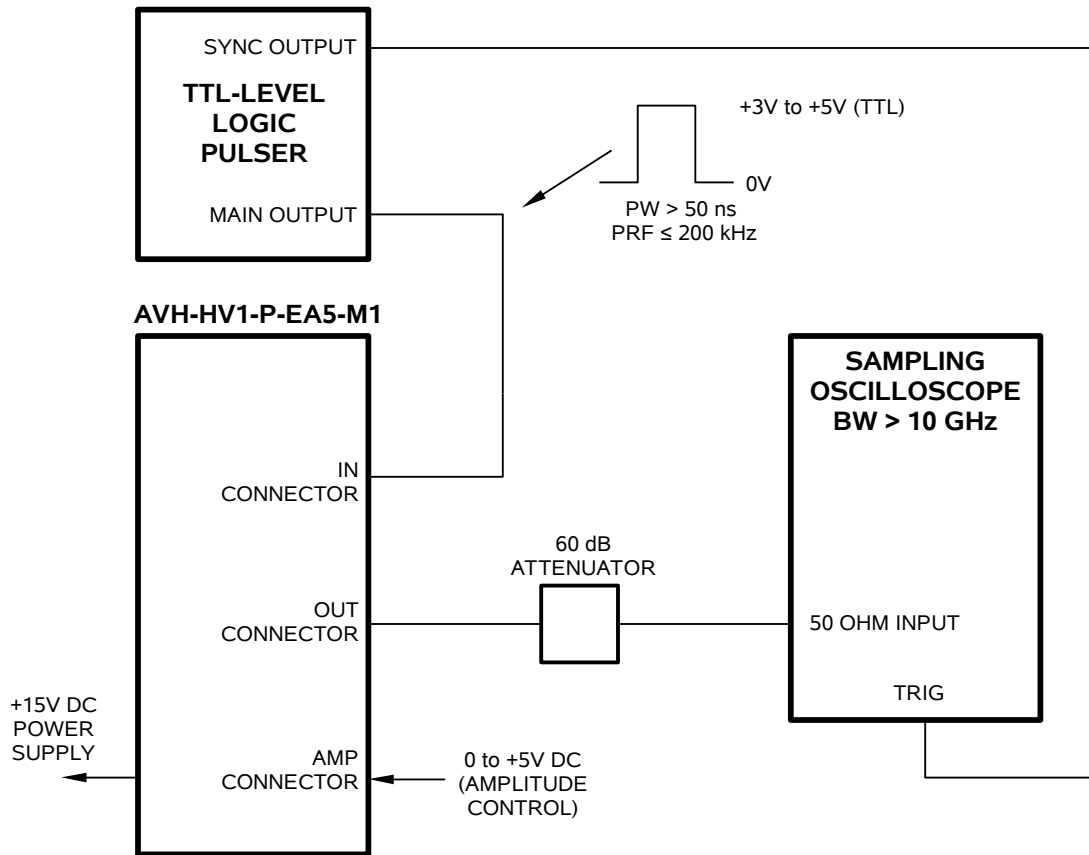 SYNC OUTPUT
TTL-LEVEL
LOGIC
PULSER
MAIN OUTPUT
+3V to +5V (TTL)
0V
PW > 50 ns
PRF ≤ 200 kHz
AVH-HV1-P-EA5-M1
IN
CONNECTOR
OUT
CONNECTOR
AMP
CONNECTOR
+15V DC
POWER
SUPPLY
0 to +5V DC
(AMPLITUDE
CONTROL)
60 dB
ATTENUATOR
SAMPLING
OSCILLOSCOPE
BW > 10 GHz
50 OHM INPUT
TRIG